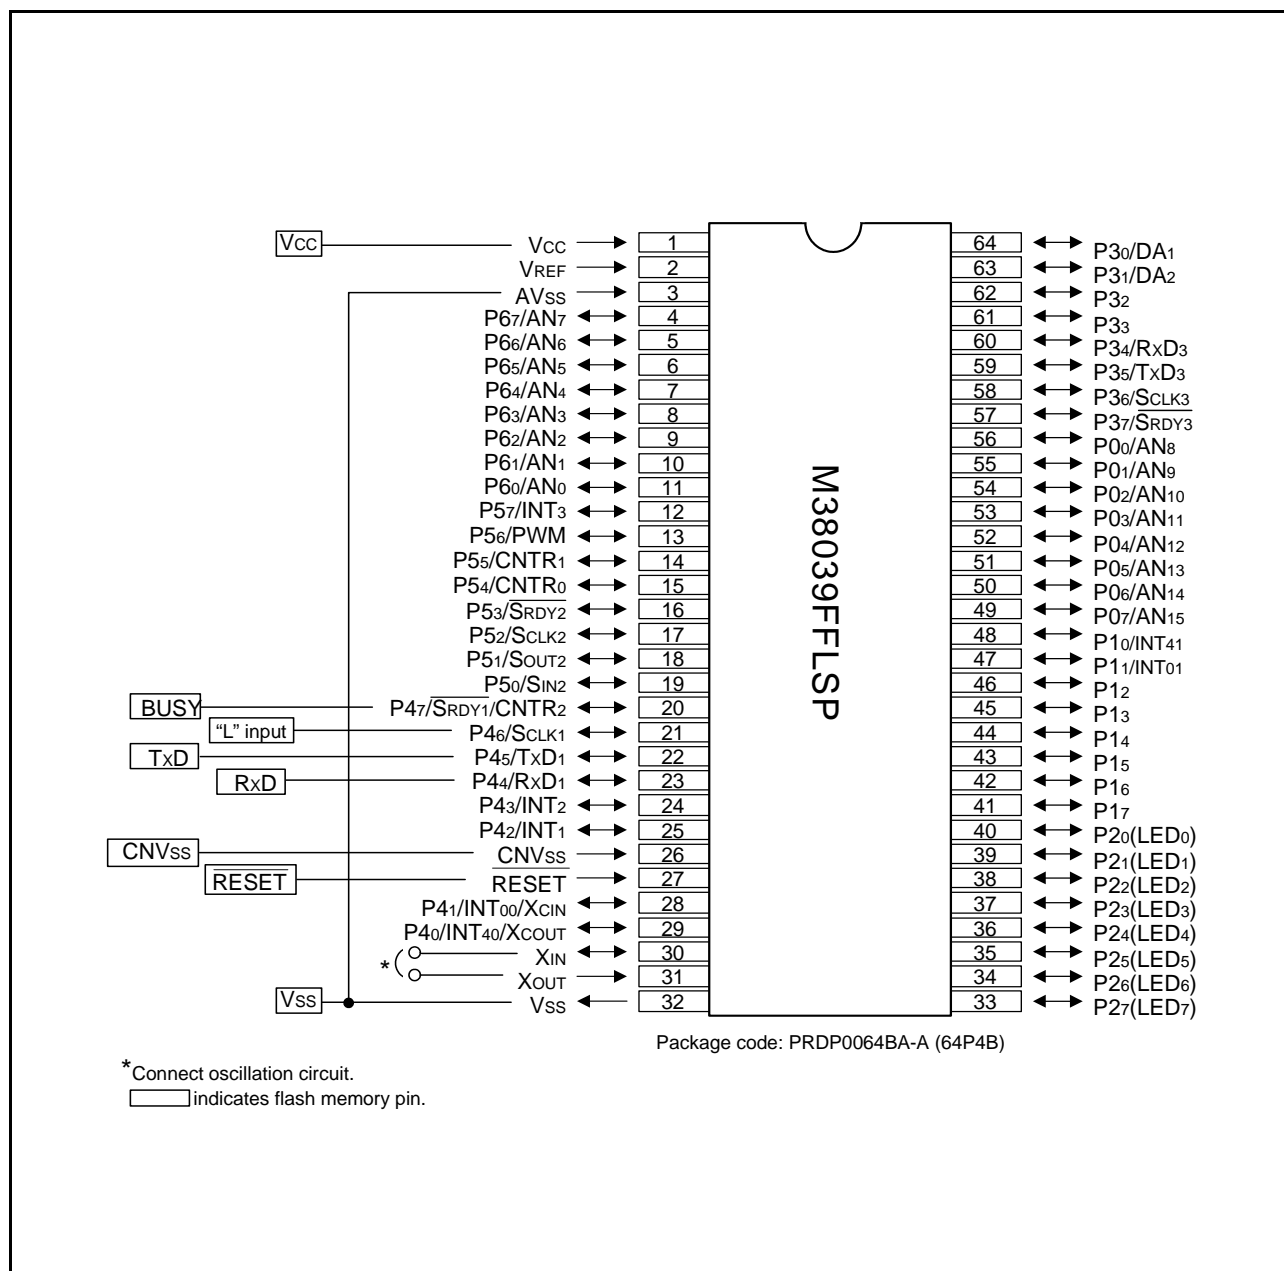 VCC VCC 1 64 P30/DA1
VREF 2 63 P31/DA2
AVSS 3 62 P32
P67/AN7 4 61 P33
P66/AN6 5 60 P34/RXD3
P65/AN5 6 59 P35/TXD3
P64/AN4 7 58 P36/SCLK3
P63/AN3 8 57 P37/SRDY3
P62/AN2 9 56 P00/AN8
P61/AN1 10 55 P01/AN9
P60/AN0 11 54 P02/AN10
P57/INT3 12 53 P03/AN11
P56/PWM 13 52 P04/AN12
P55/CNTR1 14 51 P05/AN13
P54/CNTR0 15 50 P06/AN14
P53/SRDY2 16 49 P07/AN15
P52/SCLK2 17 48 P10/INT41
P51/SOUT2 18 47 P11/INT01
P50/SIN2 19 46 P12
BUSY P47/SRDY1/CNTR2 20 45 P13
“L” input P46/SCLK1 21 44 P14
TXD P45/TXD1 22 43 P15
RXD P44/RXD1 23 42 P16
P43/INT2 24 41 P17
P42/INT1 25 40 P20(LED0)
CNVSS CNVSS 26 39 P21(LED1)
RESET RESET 27 38 P22(LED2)
P41/INT00/XCIN 28 37 P23(LED3)
P40/INT40/XCOUT 29 36 P24(LED4)
* XIN 30 35 P25(LED5)
XOUT 31 34 P26(LED6)
VSS VSS 32 33 P27(LED7)
M38039FFLSP
Package code: PRDP0064BA-A (64P4B)
*Connect oscillation circuit.
indicates flash memory pin.